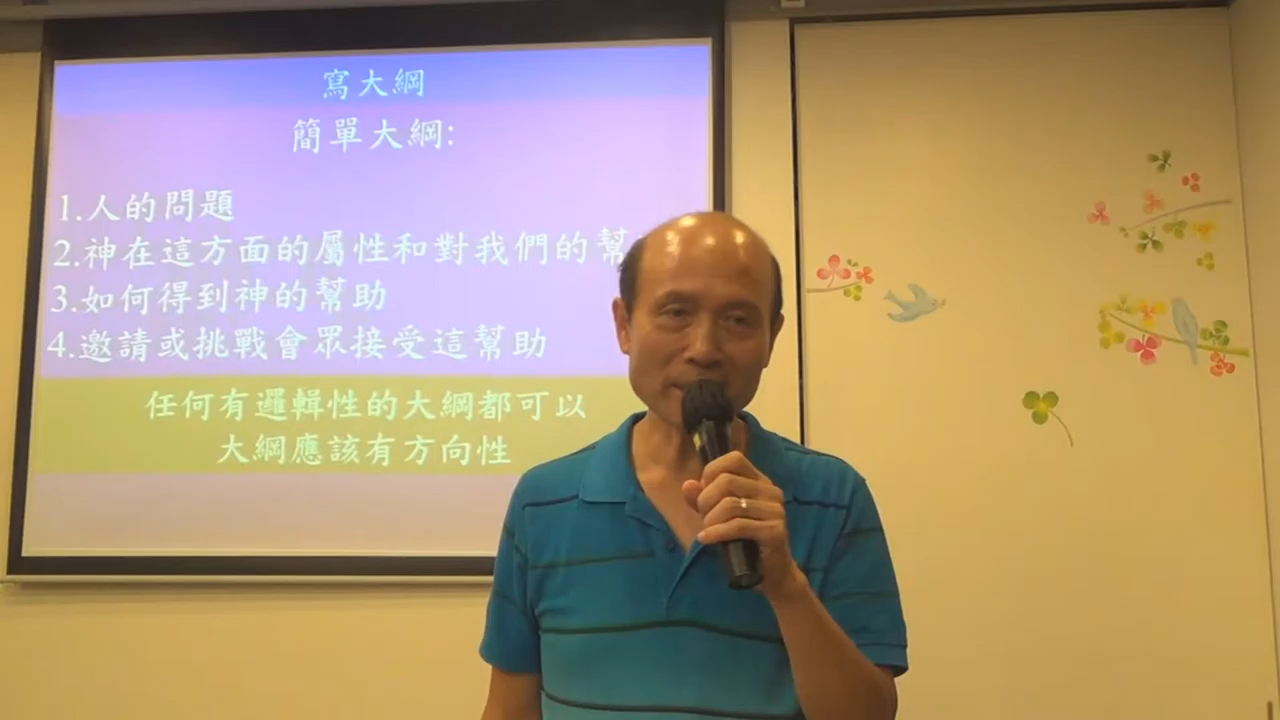 寫大綱
簡單大綱:
1.人的問題
2.神在這方面的屬性和對我們的幫
3.如何得到神的幫助
4.邀請或挑戰會眾接受這幫助
任何有邏輯性的大綱都可以
大綱應該有方向性